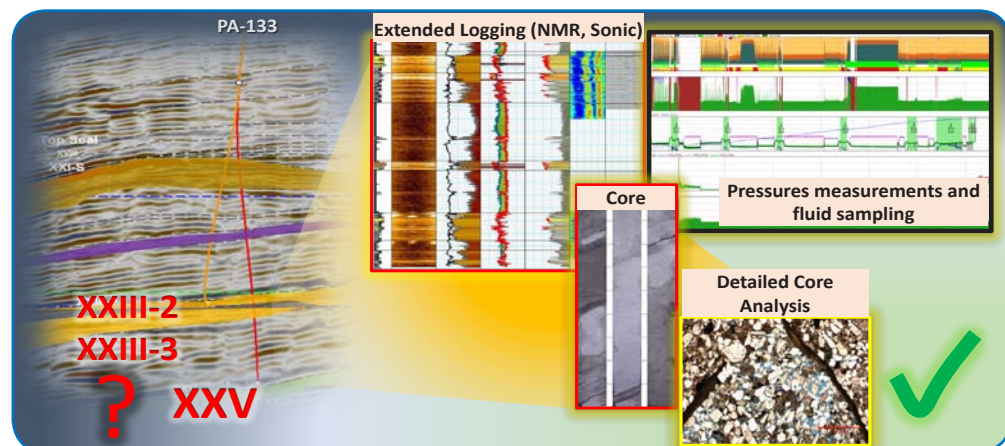 PA-133
Extended Logging (NMR, Sonic)
Top Seal
XXI-S
Pressures measurements and
fluid sampling
Core
Detailed Core
Analysis
XXIII-2
XXIII-3
?
XXV